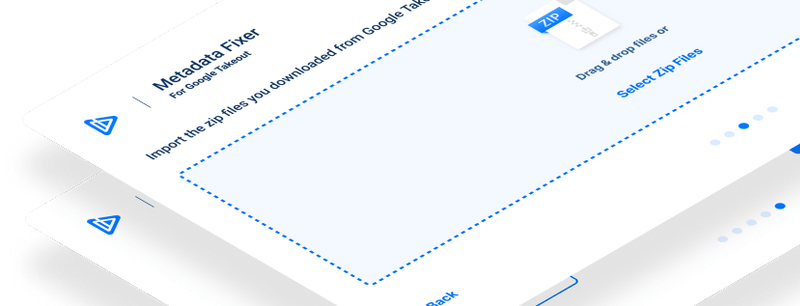 Metadata Fixer
For Google Takeout
Import the zip files you downloaded from Google
ZIP
Drag & drop files or
Select Zip Files
Back